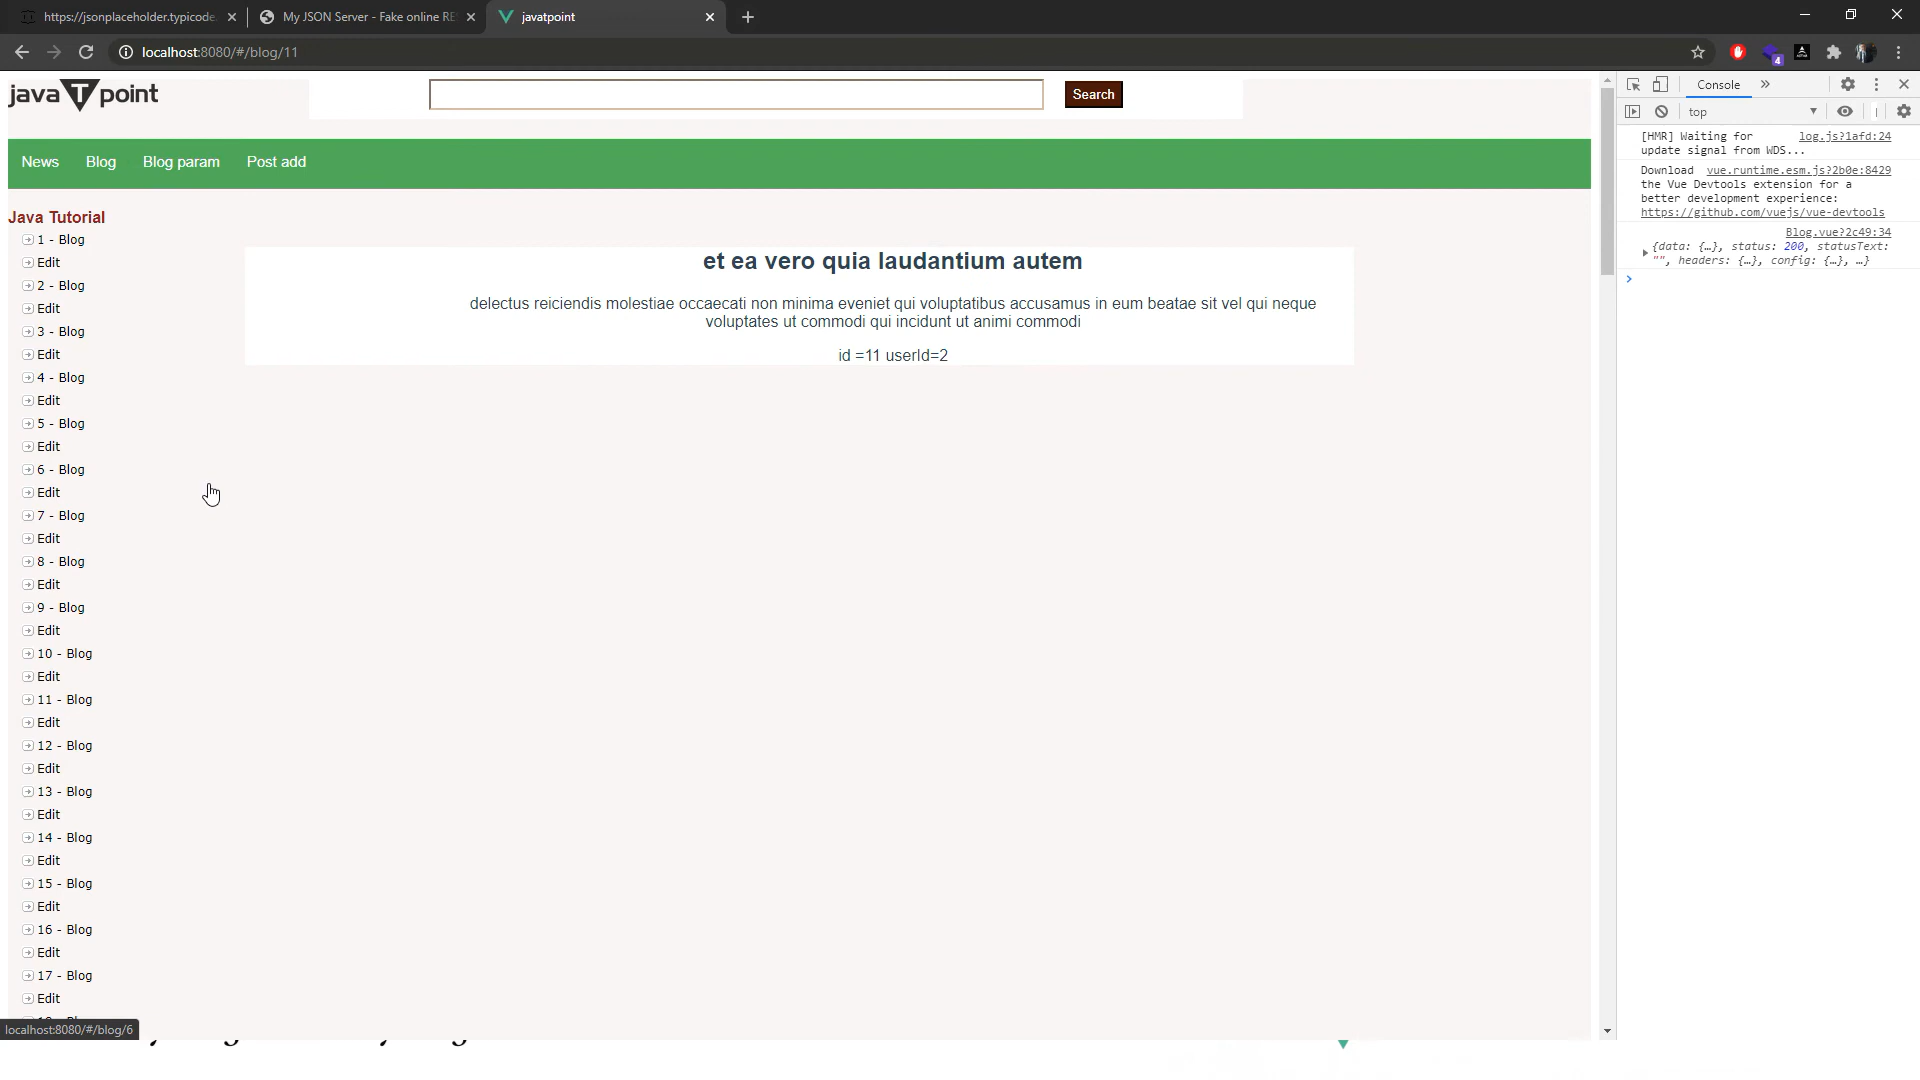 https://jsonplaceholder.typicode.
My JSON Server - Fake online RE
javatpoint
localhost:8080/#/blog/11
4
java T point
Search
Console
top
News
Blog
Blog param
Post add
[HMR] Waiting for log.js?1afd:24
update signal from WDS...
Download vue.runtime.esm.js?2b0e:8429
the Vue Devtools extension for a
better development experience:
https://github.com/vuejs/vue-devtools
Blog.vue?2c49:34
{data: {…}, status: 200, statusText:
"", headers: {…}, config: {…}, …}
Java Tutorial
1 - Blog
Edit
2 - Blog
Edit
3 - Blog
Edit
4 - Blog
Edit
5 - Blog
Edit
6 - Blog
Edit
7 - Blog
Edit
8 - Blog
Edit
9 - Blog
Edit
10 - Blog
Edit
11 - Blog
Edit
12 - Blog
Edit
13 - Blog
Edit
14 - Blog
Edit
15 - Blog
Edit
16 - Blog
Edit
17 - Blog
Edit
et ea vero quia laudantium autem
delectus reiciendis molestiae occaecati non minima eveniet qui voluptatibus accusamus in eum beatae sit vel qui neque
voluptates ut commodi qui incidunt ut animi commodi
id =11 userId=2
localhost:8080/#/blog/6